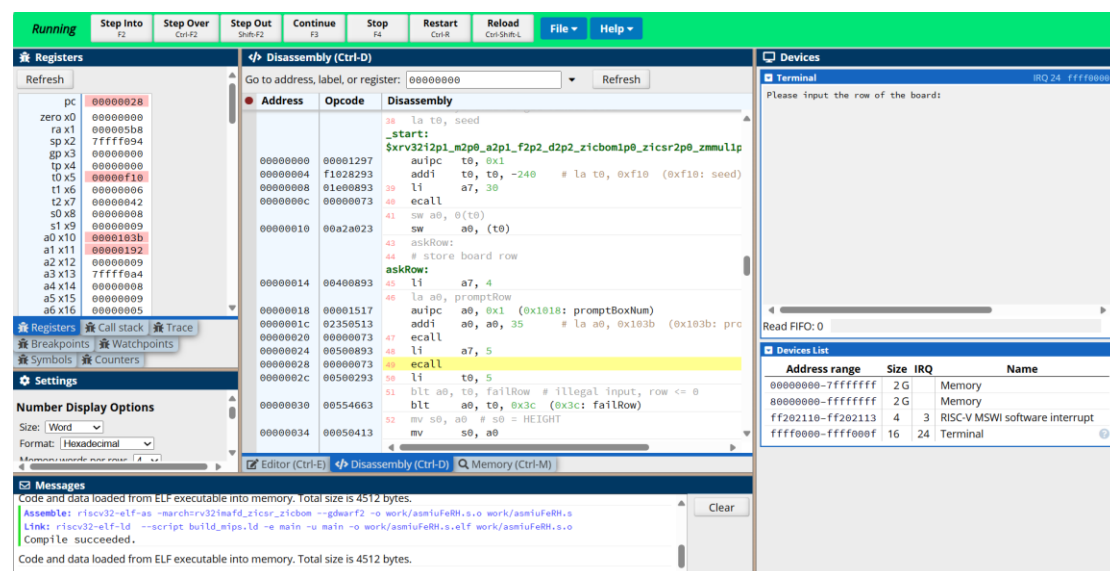 Running
Step Into
F2
Step Over
Ctrl-F2
Step Out
Shift-F2
Continue
F3
Stop
F4
Restart
Ctrl-R
Reload
Ctrl-Shift-L
File
Help
Registers
Refresh
pc 00000028
zero x0 00000000
ra x1 000005b8
sp x2 7ffff094
gp x3 00000000
tp x4 00000000
t0 x5 00000f10
t1 x6 00000006
t2 x7 00000042
s0 x8 00000008
s1 x9 00000009
a0 x10 0000103b
a1 x11 00000192
a2 x12 00000009
a3 x13 7ffff0a4
a4 x14 00000008
a5 x15 00000009
a6 x16 00000005
Registers Call stack Trace
Breakpoints Watchpoints
Symbols Counters
Settings
Number Display Options
Size: Word
Format: Hexadecimal
Memory words per row: 4
Disassembly (Ctrl-D)
Go to address, label, or register: 00000000 Refresh
Address Opcode Disassembly
38 la t0, seed
_start:
$xrv32i2p1_m2p0_a2p1_f2p2_d2p2_zicbom1p0_zicsr2p0_zmmul1p
00000000 00001297 auipc t0, 0x1
00000004 f1028293 addi t0, t0, -240 # la t0, 0xf10 (0xf10: seed)
00000008 01e00893 39 li a7, 30
0000000c 00000073 40 ecall
41 sw a0, 0(t0)
00000010 00a2a023 sw a0, (t0)
43 askRow:
44 # store board row
askRow:
00000014 00400893 45 li a7, 4
46 la a0, promptRow
00000018 00001517 auipc a0, 0x1 (0x1018: promptBoxNum)
0000001c 02350513 addi a0, a0, 35 # la a0, 0x103b (0x103b: pro
00000020 00000073 47 ecall
00000024 00500893 48 li a7, 5
00000028 00000073 49 ecall
0000002c 00500293 50 li t0, 5
51 blt a0, t0, failRow # illegal input, row <= 0
00000030 00554663 blt a0, t0, 0x3c (0x3c: failRow)
52 mv s0, a0 # s0 = HEIGHT
00000034 00050413 mv s0, a0
Editor (Ctrl-E) Disassembly (Ctrl-D) Memory (Ctrl-M)
Devices
Terminal IRQ 24 ffff0000
Please input the row of the board:
Read FIFO: 0
Devices List
Address range Size IRQ Name
00000000-7fffffff 2 G Memory
80000000-ffffffff 2 G Memory
ff202110-ff202113 4 3 RISC-V MSWI software interrupt
ffff0000-ffff000f 16 24 Terminal
Messages
Code and data loaded from ELF executable into memory. Total size is 4512 bytes.
Assemble: riscv32-elf-as -march=rv32imafd_zicsr_zicbom --gdwarf2 -o work/asmiuFeRH.s.o work/asmiuFeRH.s
Link: riscv32-elf-ld --script build_mips.ld -e main -u main -o work/asmiuFeRH.s.elf work/asmiuFeRH.s.o
Compile succeeded.
Code and data loaded from ELF executable into memory. Total size is 4512 bytes.
Clear